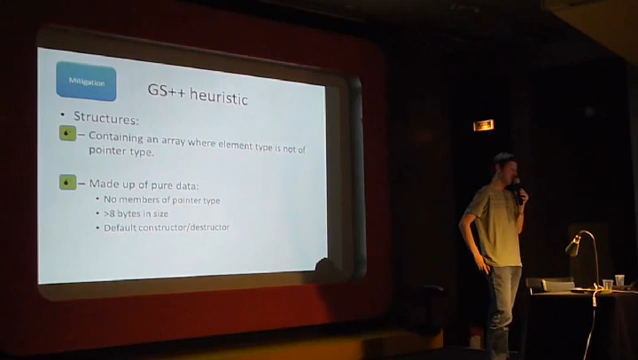 Mitigation
GS++ heuristic
• Structures:
– Containing an array where element type is not of
pointer type.
– Made up of pure data:
• No members of pointer type
• >8 bytes in size
• Default constructor/destructor